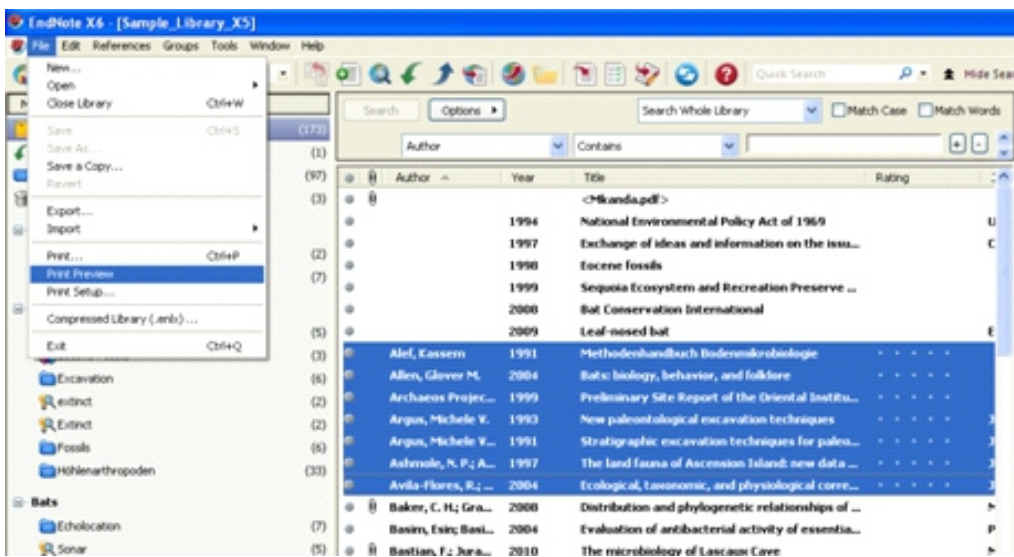 EndNote X6 - [Sample_Library_X5]
File Edit References Groups Tools Window Help
New...
Open
Close Library Ctrl+W
Save Ctrl+S
Save As...
Save a Copy...
Revert
Export...
Import
Print... Ctrl+P
Print Preview
Print Setup...
Compressed Library (.enlx) ...
Exit Ctrl+Q
Quick Search
Search Options Search Whole Library Match Case Match Words
Author Contains
(173)
(1)
(97)
(3)
(2)
(7)
(5)
(3)
Excavation (6)
extinct (2)
Extinct (2)
Fossils (6)
Höhlenarthropoden (33)
Bats
Echolocation (7)
Sonar (5)
Author Year Title Rating
<Mkanda.pdf>
1994 National Environmental Policy Act of 1969
1997 Exchange of ideas and information on the issu...
1998 Eocene fossils
1999 Sequoia Ecosystem and Recreation Preserve ...
2008 Bat Conservation International
2009 Leaf-nosed bat
Alef, Kassem 1991 Methodenhandbuch Bodenmikrobiologie
Allen, Glover M. 2004 Bats: biology, behavior, and folklore
Archaeos Projec... 1999 Preliminary Site Report of the Oriental Institu...
Argus, Michele V. 1993 New paleontological excavation techniques
Argus, Michele V... 1991 Stratigraphic excavation techniques for paleo...
Ashmole, N. P.; A... 1997 The land fauna of Ascension Island: new data ...
Avila-Flores, R.; ... 2004 Ecological, taxonomic, and physiological corre...
Baker, C. H.; Gra... 2008 Distribution and phylogenetic relationships of ...
Basim, Esin; Basi... 2004 Evaluation of antibacterial activity of essentia...
Bastian, F.; Jura... 2010 The microbiology of Lascaux Cave